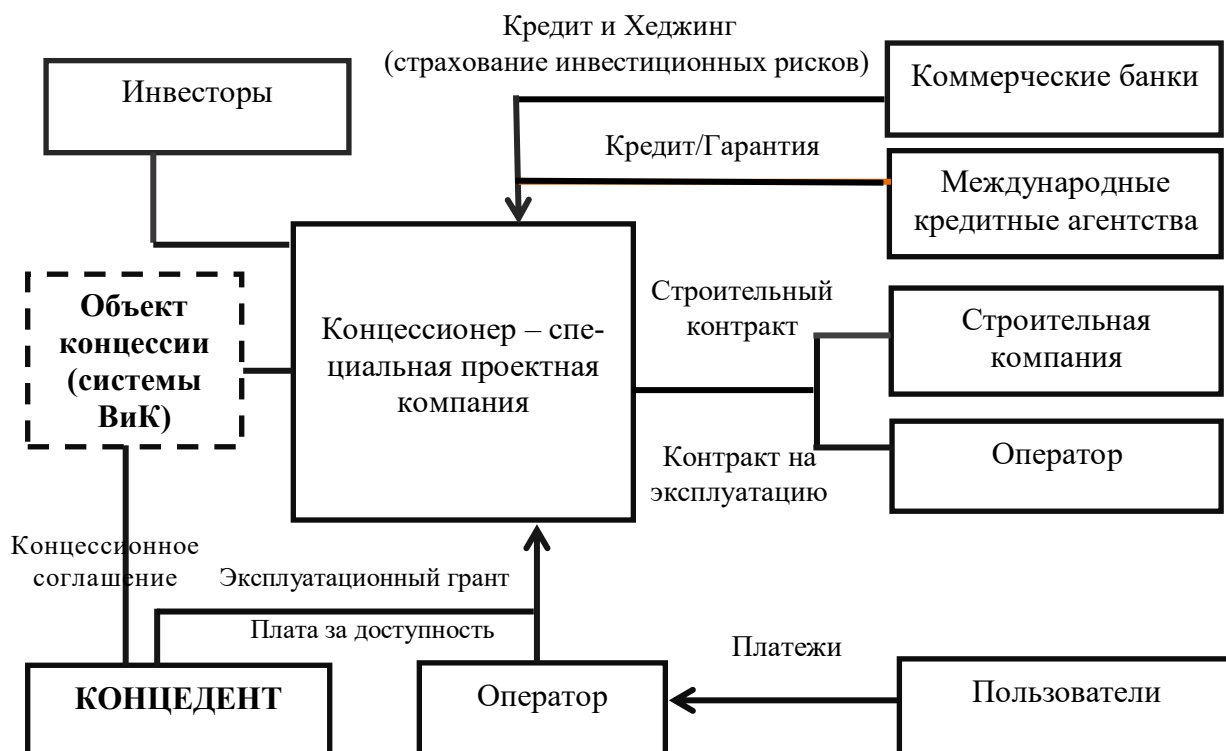 Кредит и Хеджинг
(страхование инвестиционных рисков)
Инвесторы
Коммерческие банки
Кредит/Гарантия
Международные
кредитные агентства
Объект
концессии
(системы
ВиК)
Концессионер – спе-
циальная проектная
компания
Строительный
контракт
Строительная
компания
Контракт на
эксплуатацию
Оператор
Концессионное
соглашение
Эксплуатационный грант
Плата за доступность
КОНЦЕДЕНТ
Оператор
Платежи
Пользователи